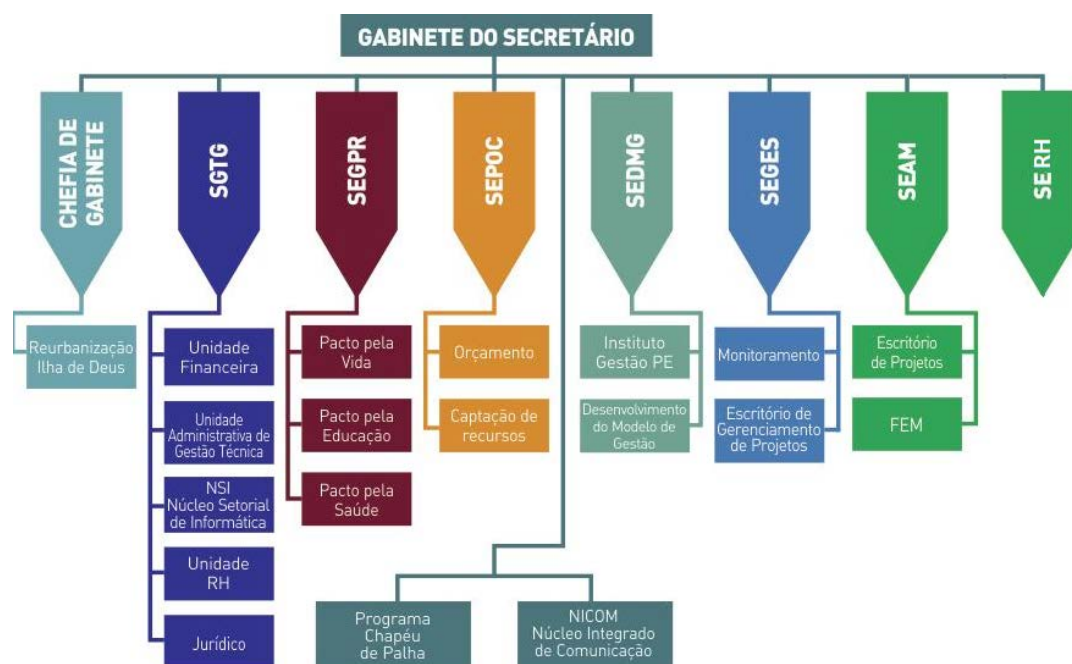 GABINETE DO SECRETÁRIO
CHEFIA DE
GABINETE
SGTG
SEGPR
SEPOC
SEDMG
SEGES
SEAM
SERH
Reurbanização
Ilha de Deus
Unidade
Financeira
Unidade
Administrativa de
Gestão Técnica
NSI
Núcleo Setorial
de Informática
Unidade
RH
Jurídico
Pacto pela
Vida
Pacto pela
Educação
Pacto pela
Saúde
Orçamento
Captação de
recursos
Instituto
Gestão PE
Desenvolvimento
do Modelo de
Gestão
Monitoramento
Escritório de
Gerenciamento
de Projetos
Escritório
de Projetos
FEM
Programa
Chapéu
de Palha
NICOM
Núcleo Integrado
de Comunicação